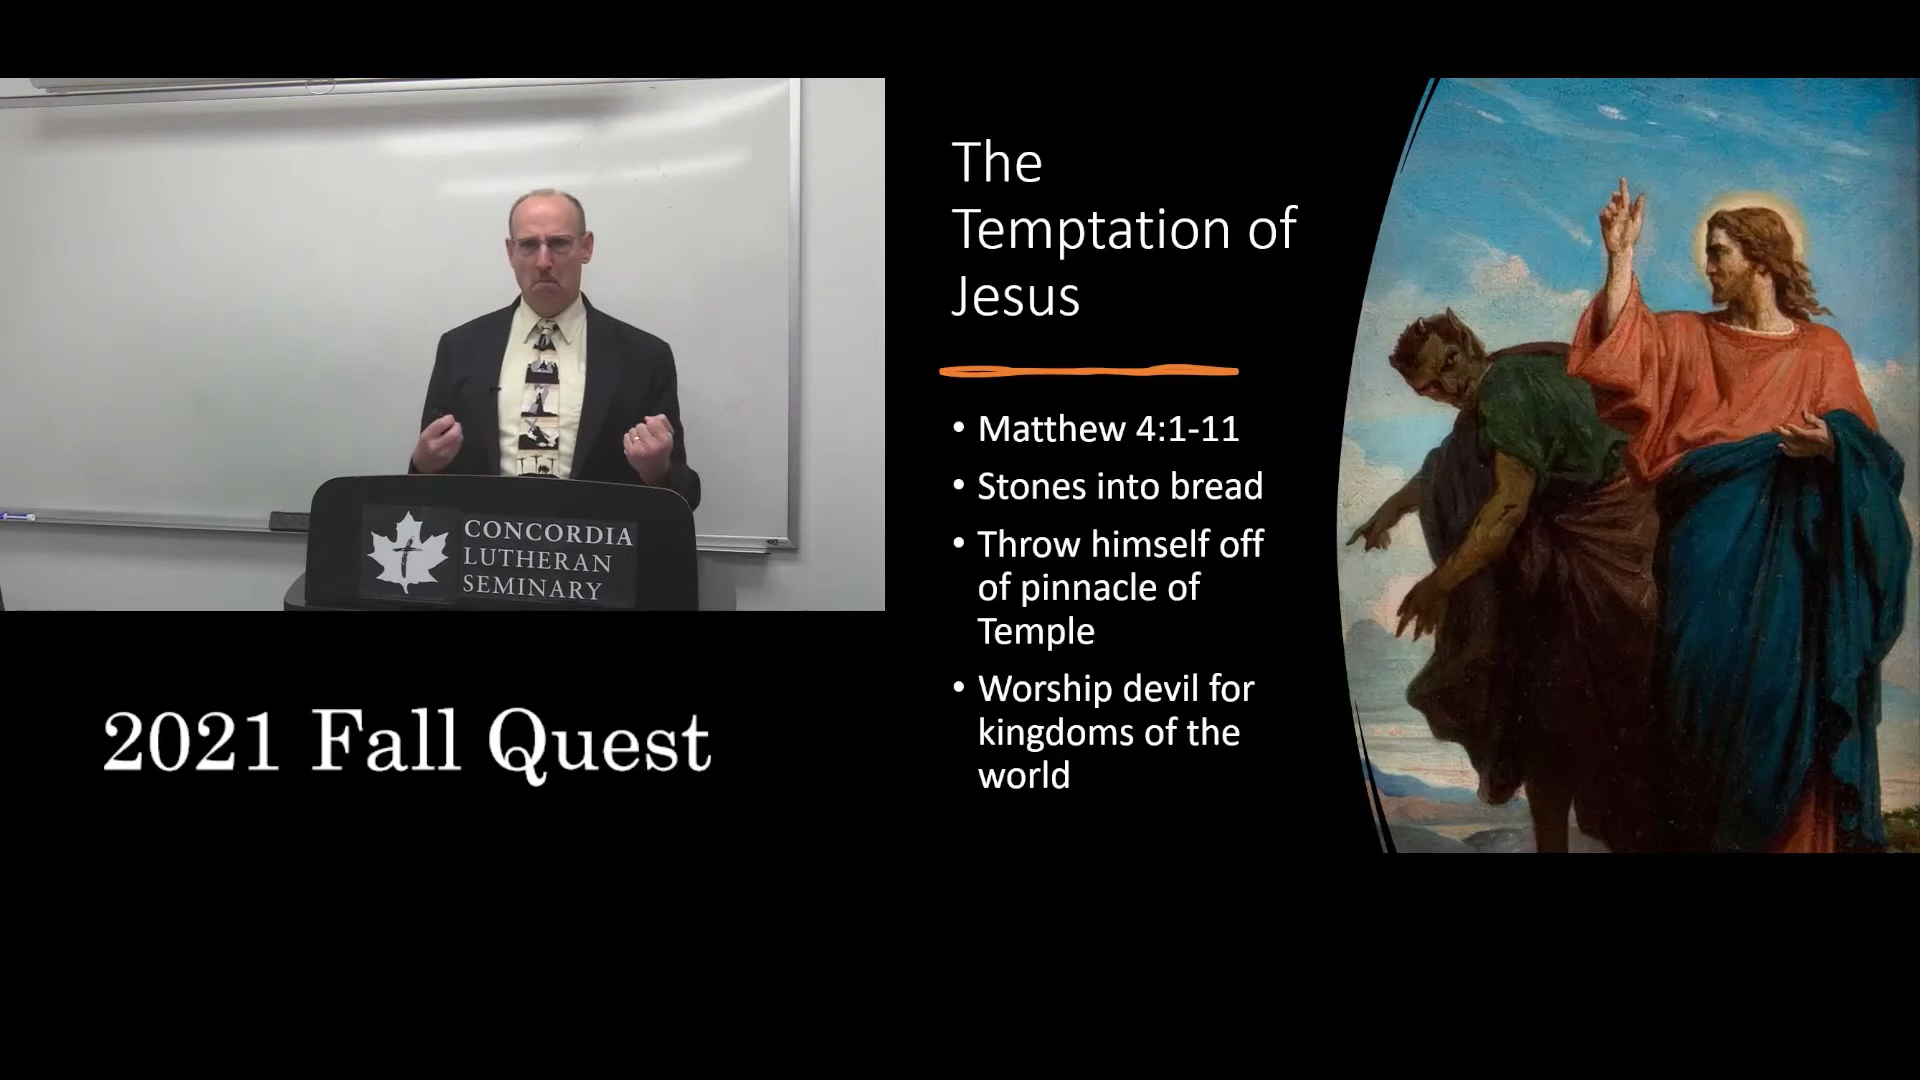 CONCORDIA
LUTHERAN
SEMINARY
2021 Fall Quest
The
Temptation of
Jesus
• Matthew 4:1-11
• Stones into bread
• Throw himself off
of pinnacle of
Temple
• Worship devil for
kingdoms of the
world